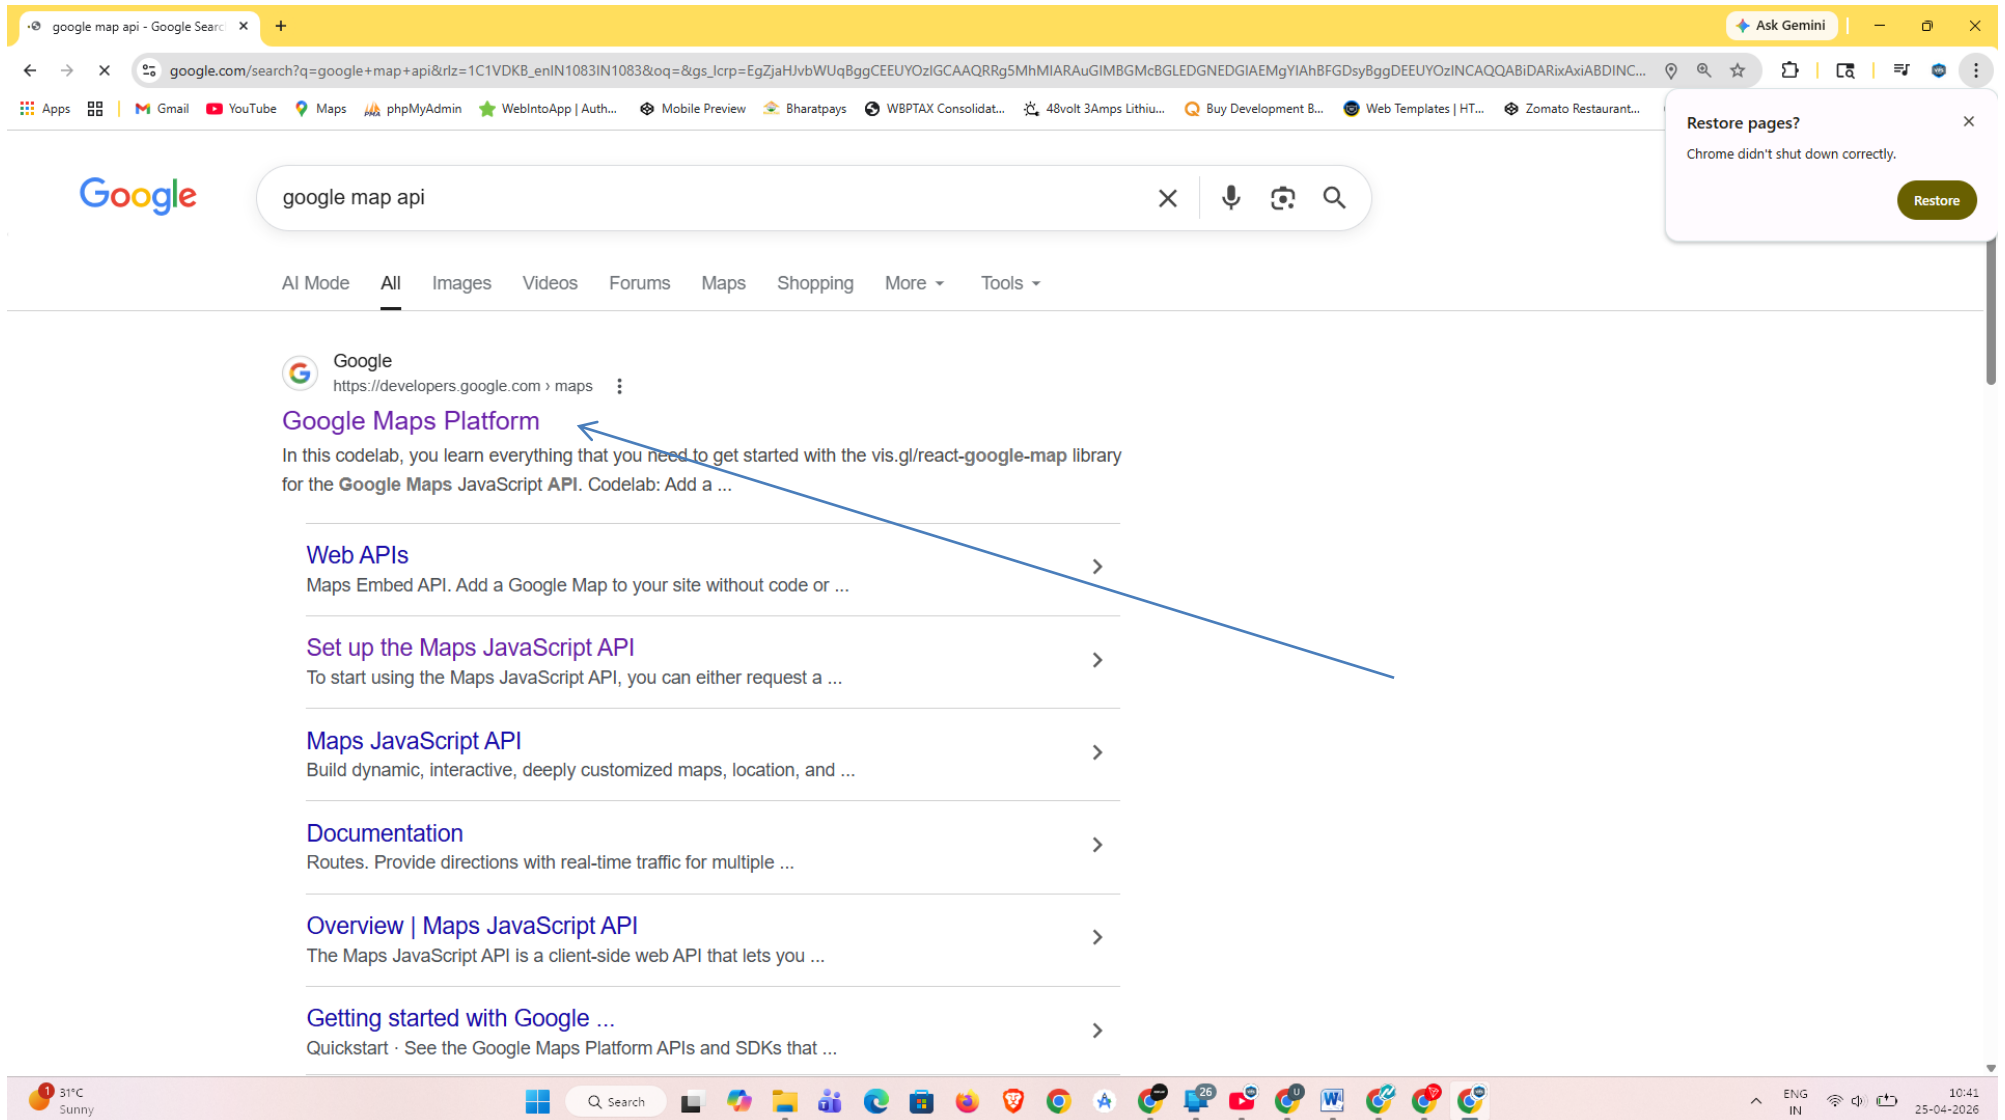 google map api - Google Searc
Ask Gemini
google.com/search?q=google+map+api&rlz=1C1VDKB_enIN1083IN1083&oq=&gs_lcrp=EgZjaHJvbWUqBggCEEUYOzIGCAAQRRg5MhMIARAuGIMBGMcBGLEDGNEDGIAEMgYIAhBFGDsyBggDEEUYOzINCAQQABiDARixAxiABDINC...
Apps
Gmail
YouTube
Maps
phpMyAdmin
WebIntoApp | Auth...
Mobile Preview
Bharatpays
WBPTAX Consolidat...
48volt 3Amps Lithiu...
Buy Development B...
Web Templates | HT...
Zomato Restaurant...
Restore pages?
Chrome didn't shut down correctly.
Restore
Google
google map api
AI Mode All Images Videos Forums Maps Shopping More Tools
Google
https://developers.google.com › maps
Google Maps Platform
In this codelab, you learn everything that you need to get started with the vis.gl/react-google-map library
for the Google Maps JavaScript API. Codelab: Add a ...
Web APIs
Maps Embed API. Add a Google Map to your site without code or ...
Set up the Maps JavaScript API
To start using the Maps JavaScript API, you can either request a ...
Maps JavaScript API
Build dynamic, interactive, deeply customized maps, location, and ...
Documentation
Routes. Provide directions with real-time traffic for multiple ...
Overview | Maps JavaScript API
The Maps JavaScript API is a client-side web API that lets you ...
Getting started with Google ...
Quickstart · See the Google Maps Platform APIs and SDKs that ...
1
31°C
Sunny
Search
26
U
ENG
IN
10:41
25-04-2026